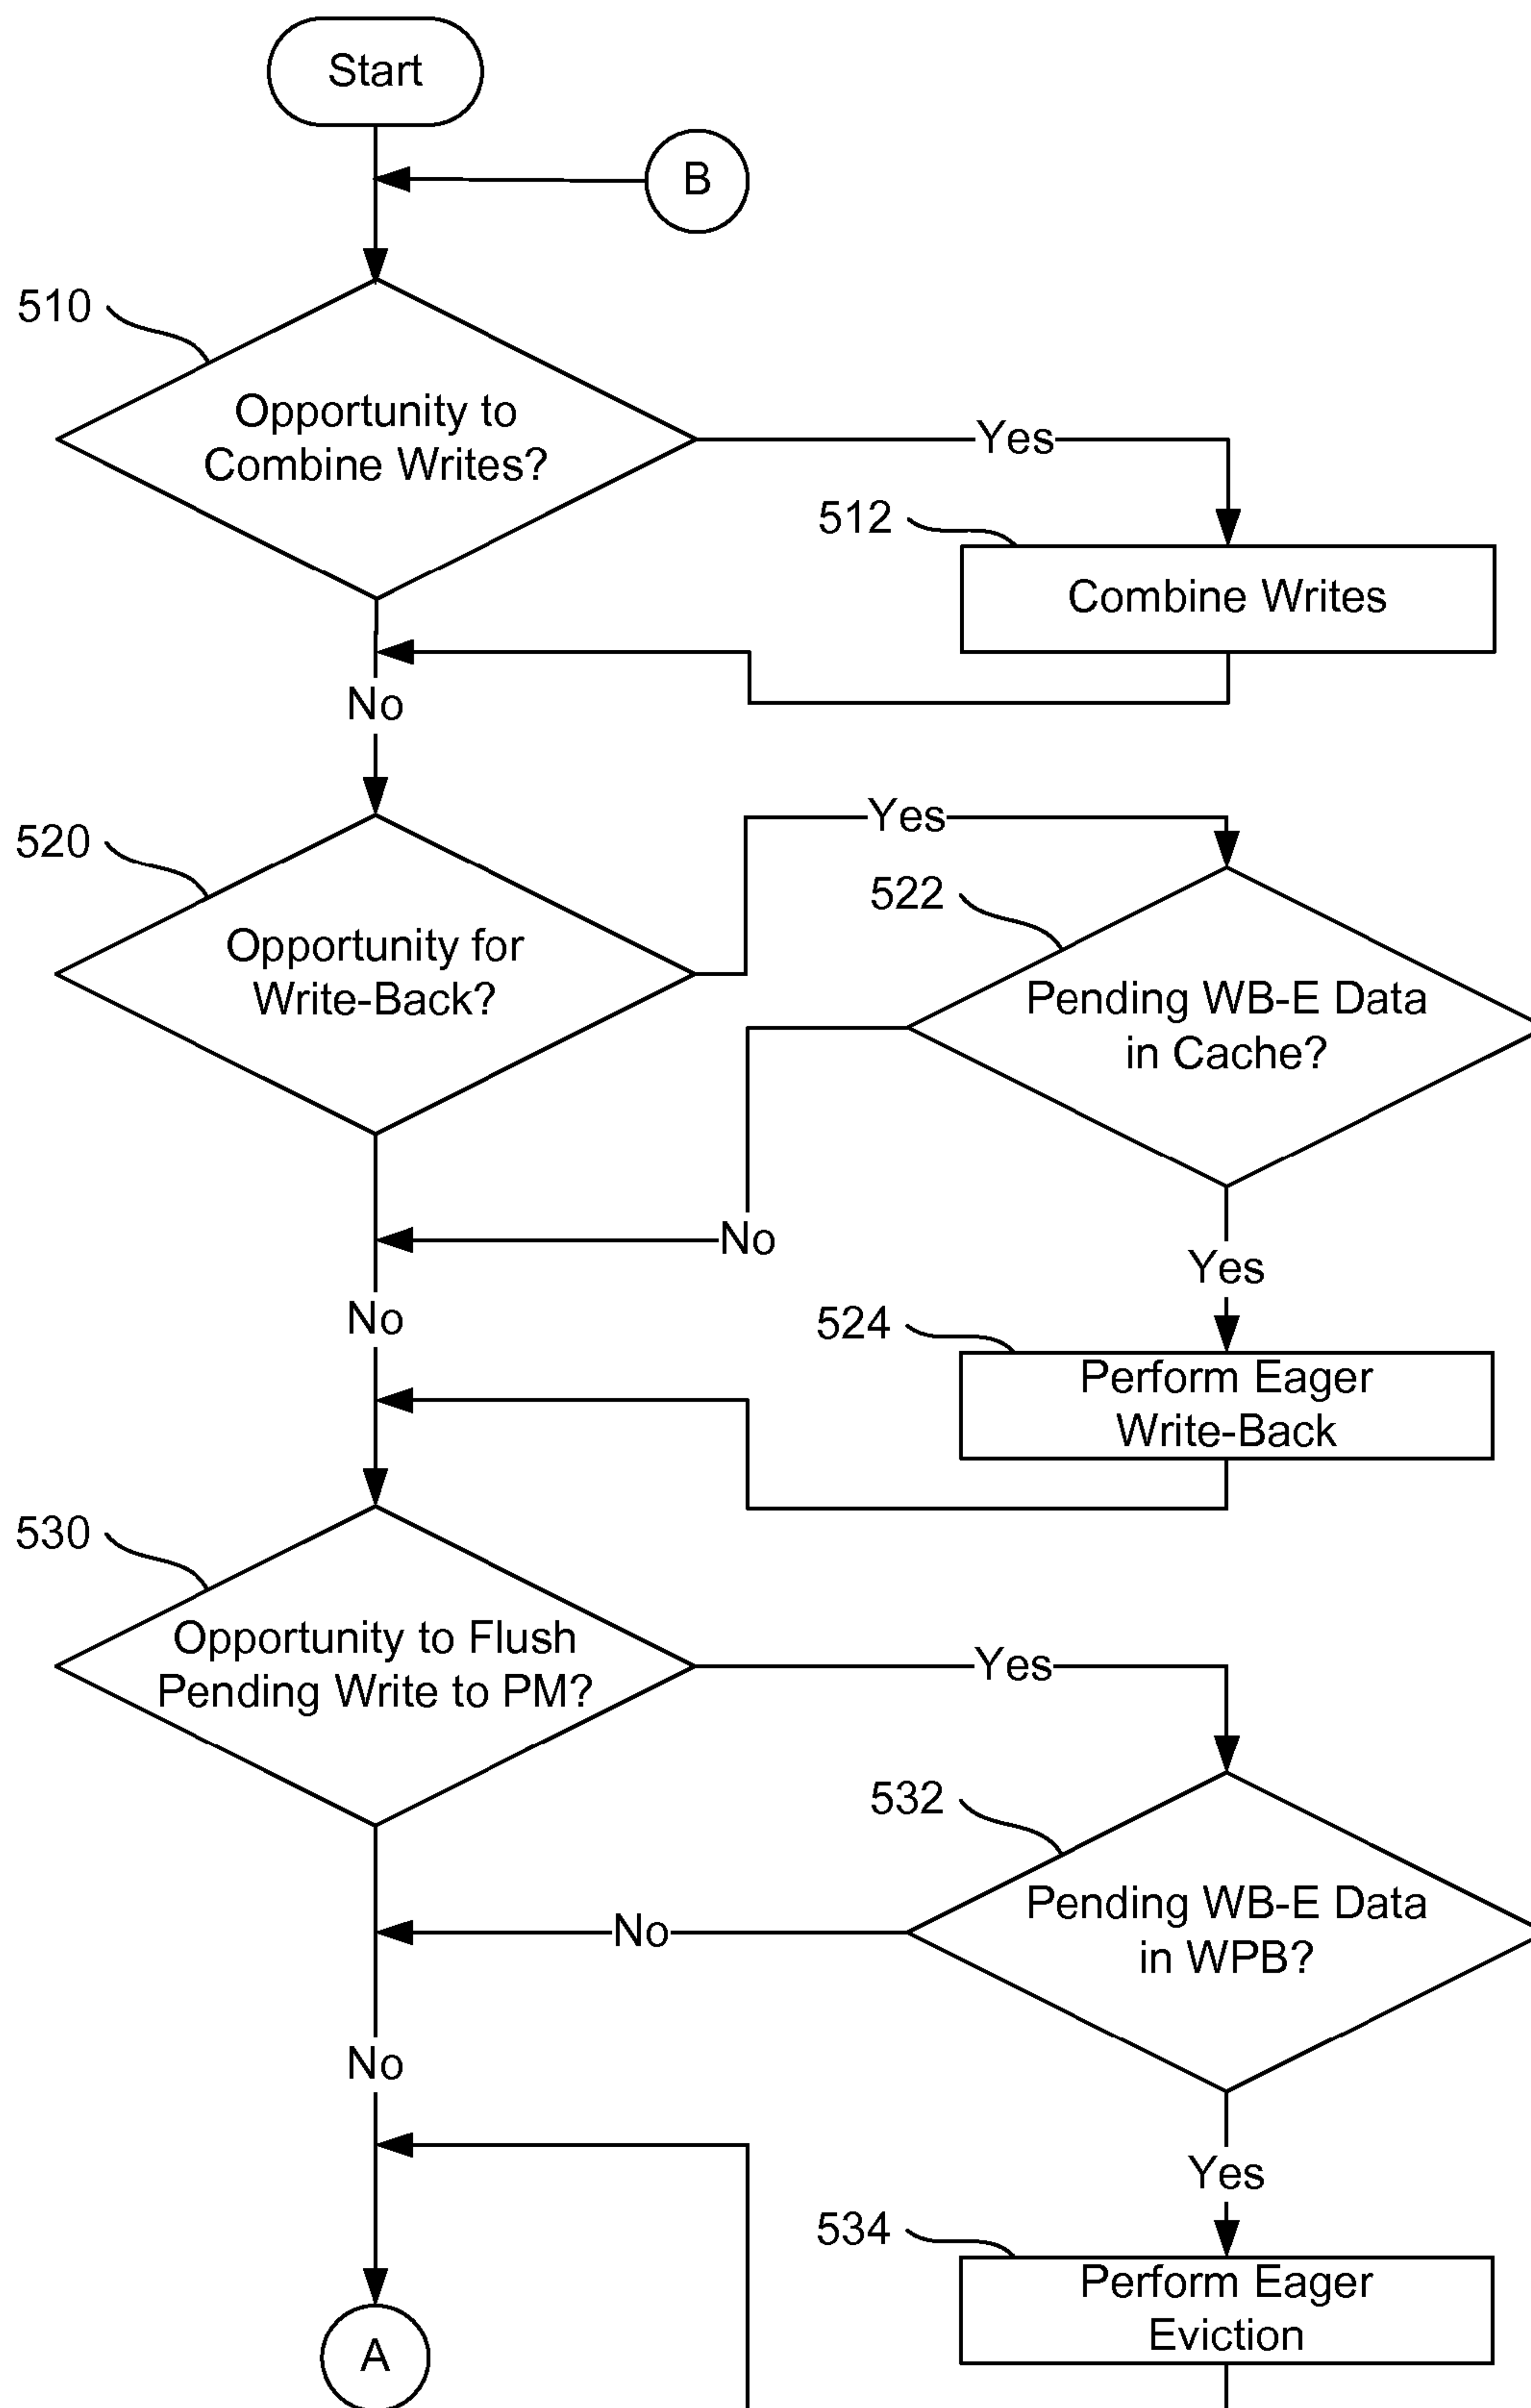 Start
B
510
Opportunity to
Combine Writes?
Yes
512
Combine Writes
No
520
Opportunity for
Write-Back?
Yes
522
Pending WB-E Data
in Cache?
No
Yes
No
524
Perform Eager
Write-Back
530
Opportunity to Flush
Pending Write to PM?
Yes
532
Pending WB-E Data
in WPB?
No
No
Yes
534
Perform Eager
Eviction
A